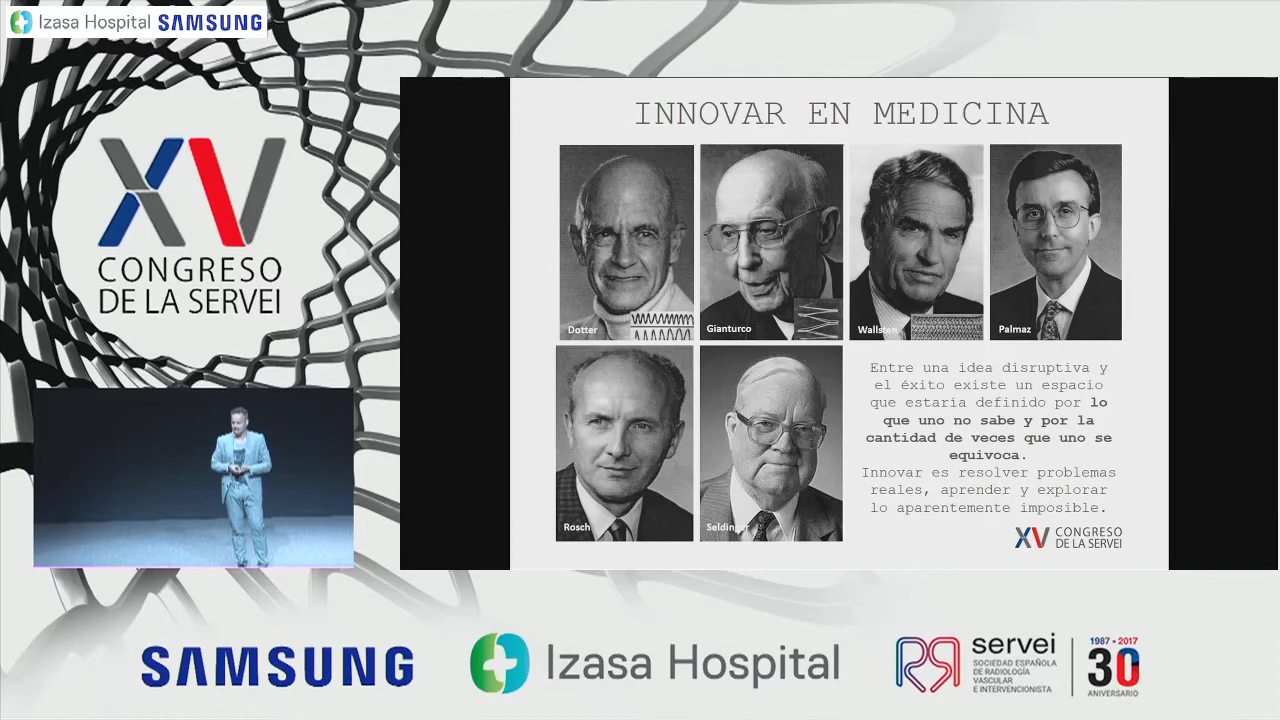 Izasa Hospital SAMSUNG
XV
CONGRESO
DE LA SERVEI
INNOVAR EN MEDICINA
Dotter
Gianturco
Wallsten
Palmaz
Rosch
Seldinger
Entre una idea disruptiva y
el éxito existe un espacio
que estaría definido por lo
que uno no sabe y por la
cantidad de veces que uno se
equivoca.
Innovar es resolver problemas
reales, aprender y explorar
lo aparentemente imposible.
XV CONGRESO
DE LA SERVEI
SAMSUNG
Izasa Hospital
servei
SOCIEDAD ESPAÑOLA
DE RADIOLOGÍA
VASCULAR
E INTERVENCIONISTA
1987 • 2017
30
ANIVERSARIO